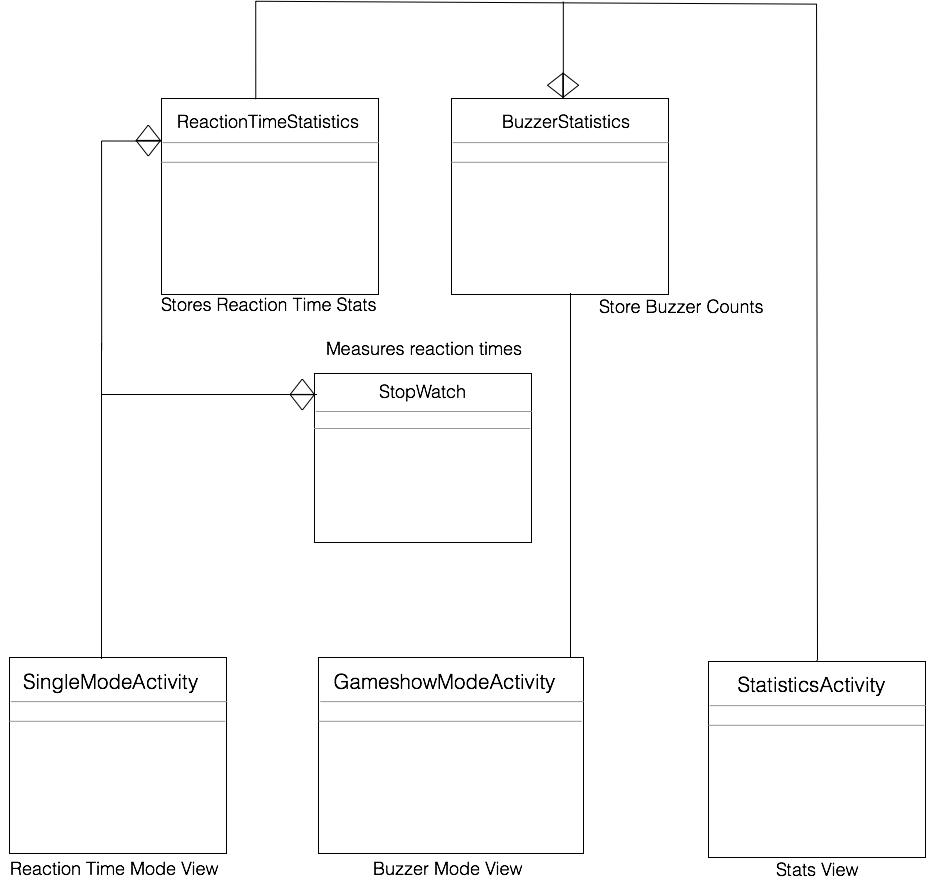 ReactionTimeStatistics
BuzzerStatistics
Stores Reaction Time Stats
Store Buzzer Counts
Measures reaction times
StopWatch
SingleModeActivity
GameshowModeActivity
StatisticsActivity
Reaction Time Mode View
Buzzer Mode View
Stats View